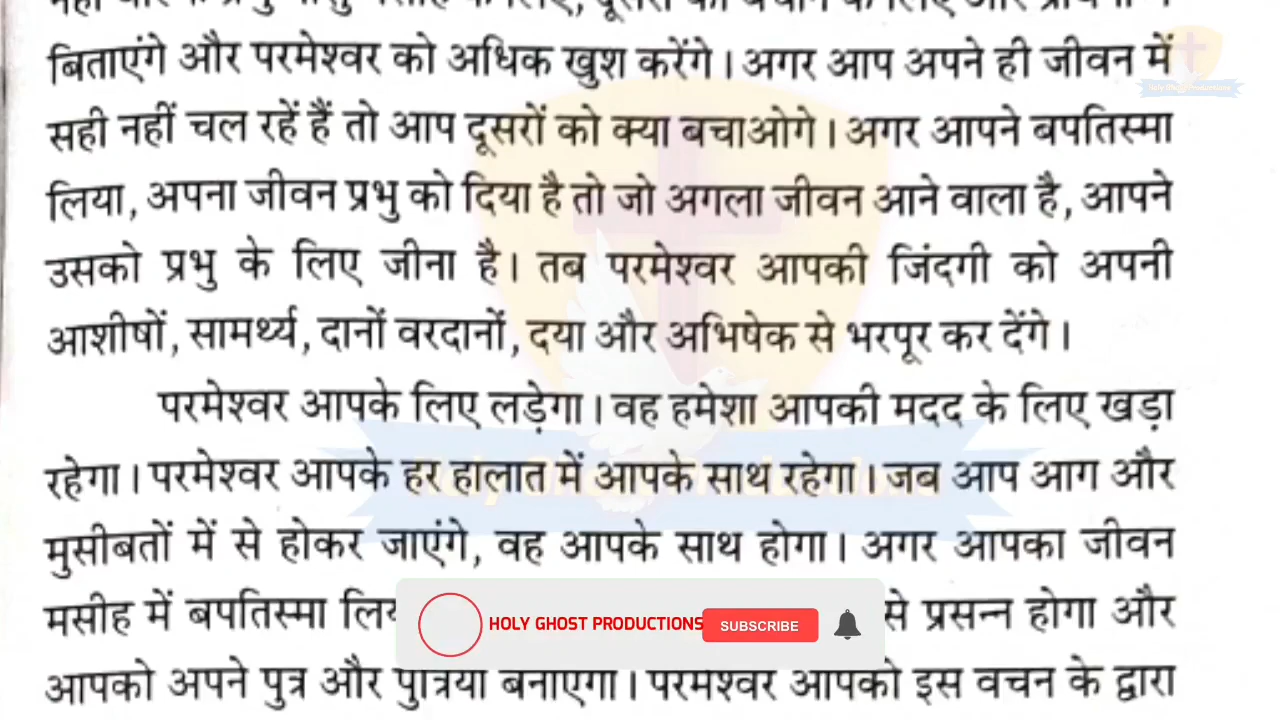 बिताएंगे और परमेश्वर को अधिक खुश करेंगे। अगर आप अपने ही जीवन में
Holy Ghost Productions
सही नहीं चल रहें हैं तो आप दूसरों को क्या बचाओगे। अगर आपने बपतिस्मा
लिया, अपना जीवन प्रभु को दिया है तो जो अगला जीवन आने वाला है, आपने
उसको प्रभु के लिए जीना है। तब परमेश्वर आपकी जिंदगी को अपनी
आशीषों, सामर्थ्य, दानों वरदानों, दया और अभिषेक से भरपूर कर देंगे।
परमेश्वर आपके लिए लड़ेगा। वह हमेशा आपकी मदद के लिए खड़ा
रहेगा। परमेश्वर आपके हर हालात में आपके साथ रहेगा। जब आप आग और
मुसीबतों में से होकर जाएंगे, वह आपके साथ होगा। अगर आपका जीवन
मसीह में बपतिस्मा से प्रसन्न होगा और
HOLY GHOST PRODUCTIONS SUBSCRIBE
आपको अपने पुत्र और पुत्रिया बनाएगा। परमेश्वर आपको इस वचन के द्वारा